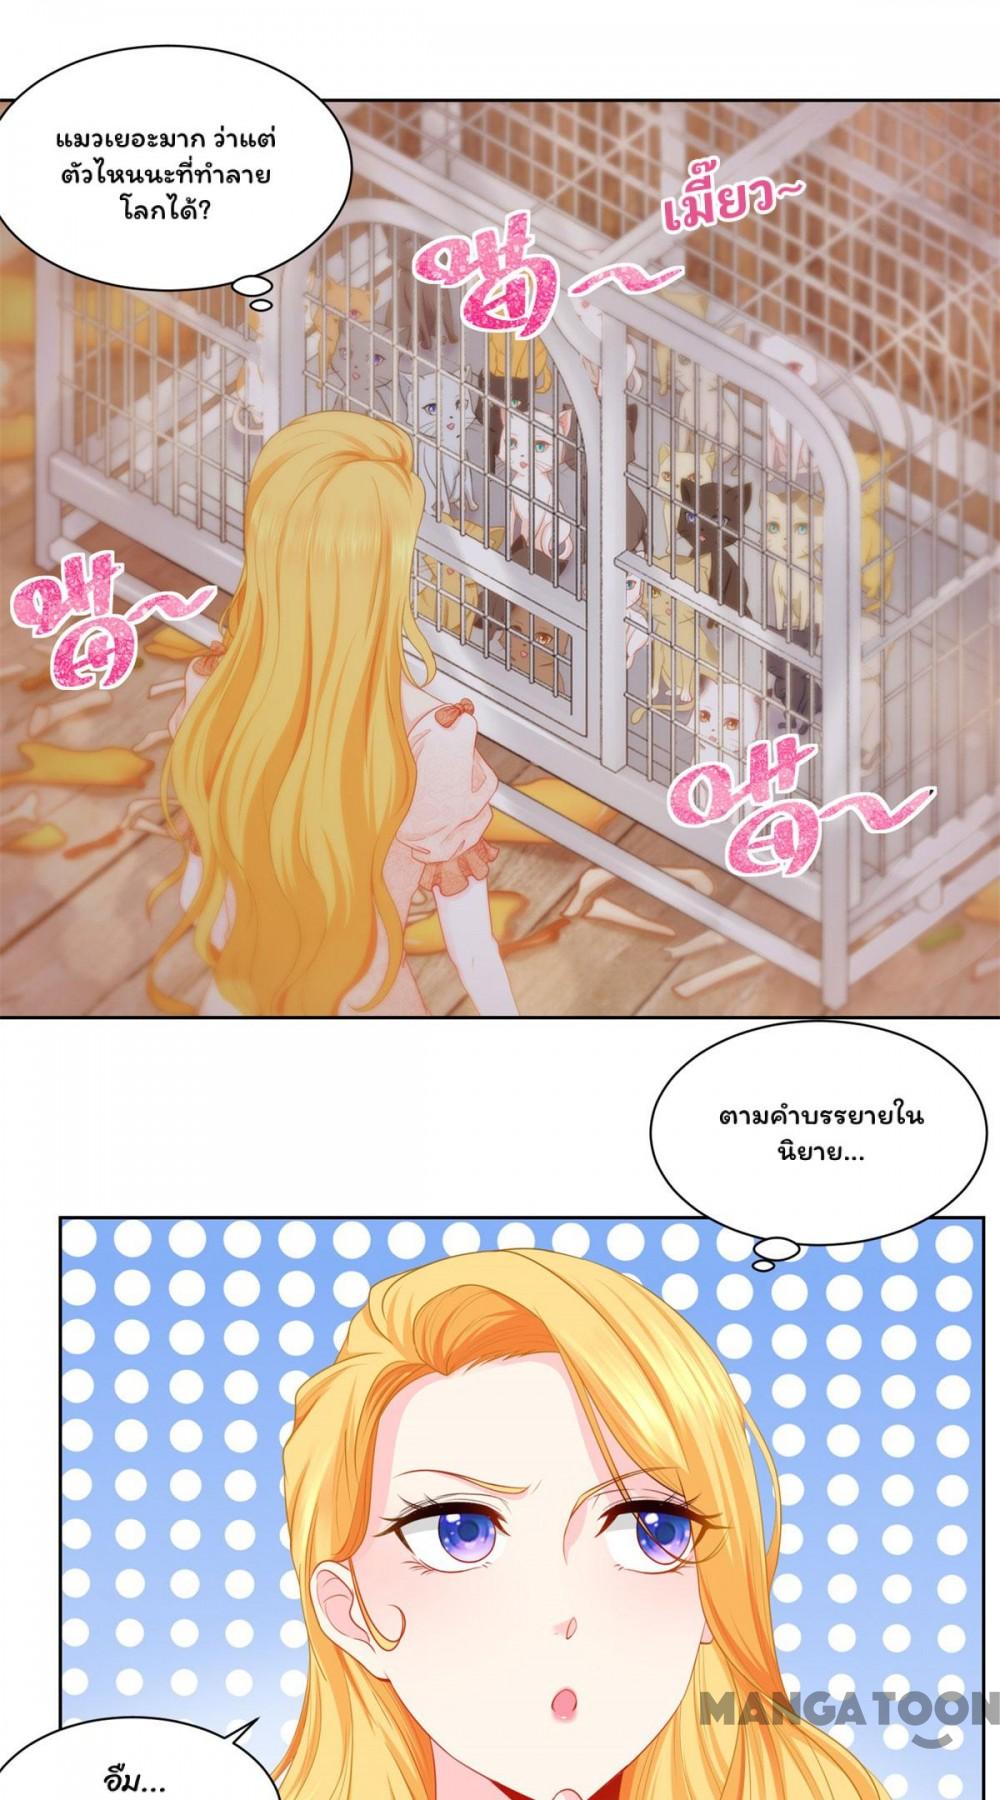 แมวเยอะมาก ว่าแต่
ตัวไหนนะที่ทำลาย
โลกได้?
เมี๊ยว~
ตามคำบรรยายใน
นิยาย...
MANGATOON
อืม...